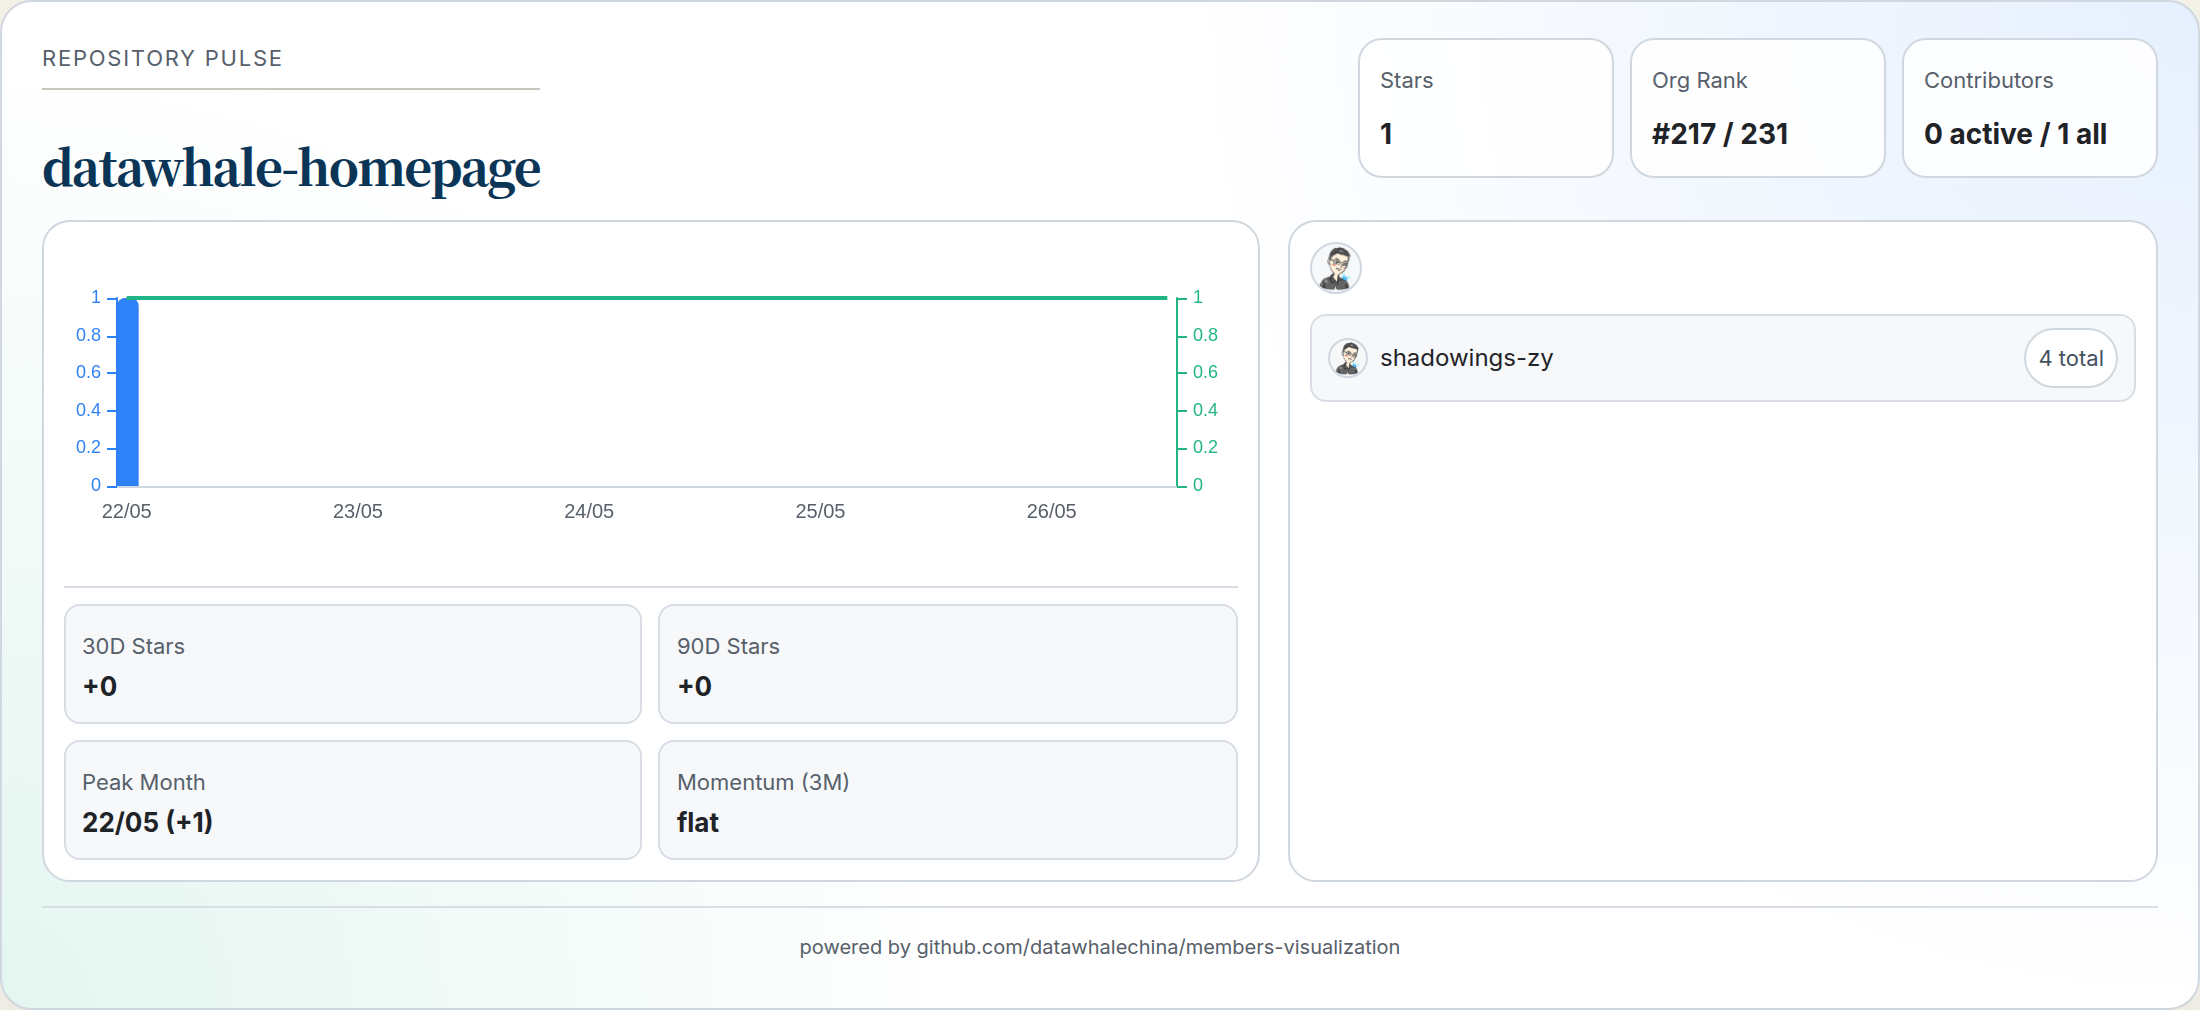 REPOSITORY PULSE
datawhale-homepage
Stars
1
Org Rank
#217 / 231
Contributors
0 active / 1 all
1
0.8
0.6
0.4
0.2
0
1
0.8
0.6
0.4
0.2
0
22/05 23/05 24/05 25/05 26/05
30D Stars
+0
90D Stars
+0
Peak Month
22/05 (+1)
Momentum (3M)
flat
shadowings-zy
4 total
powered by github.com/datawhalechina/members-visualization